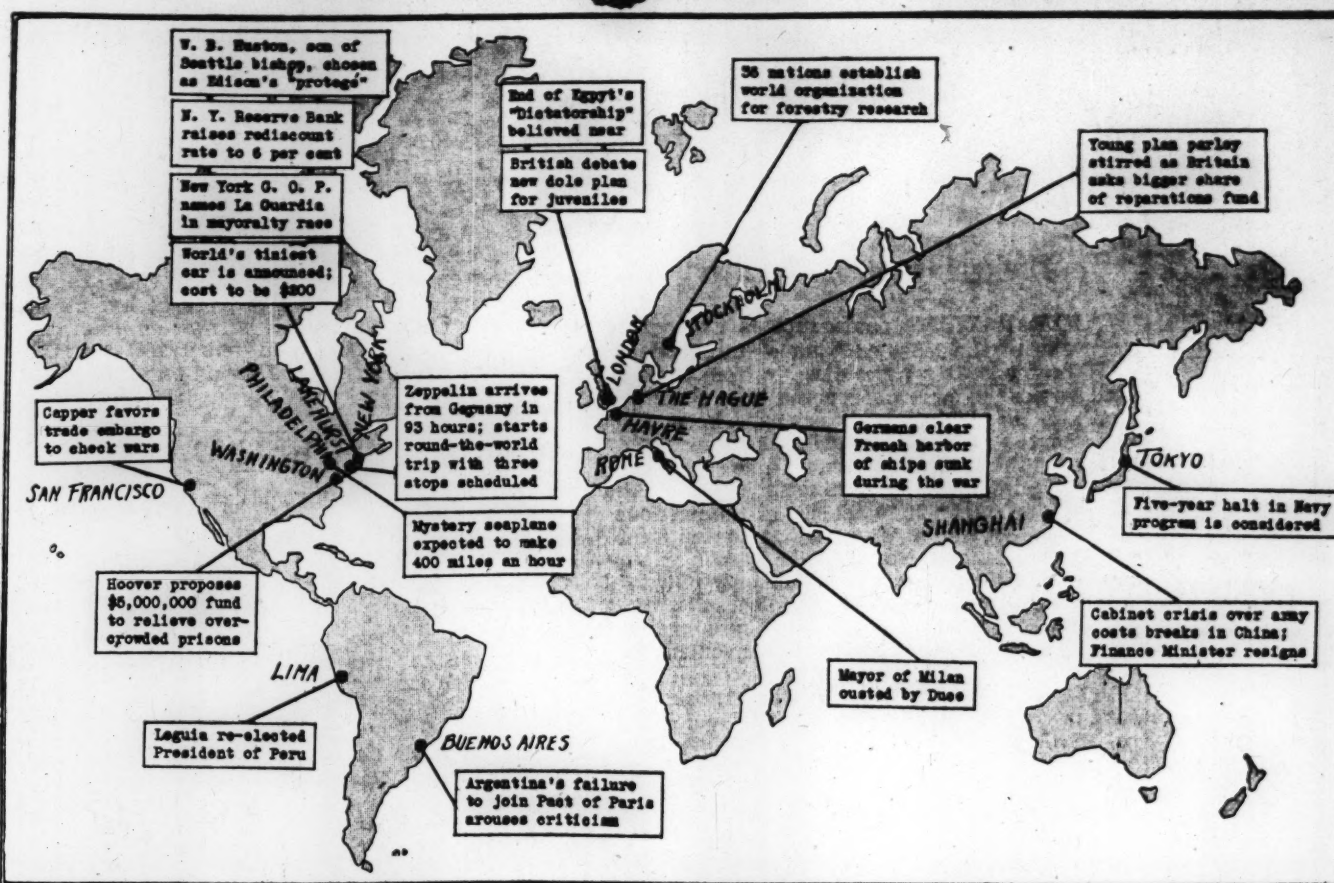 W. B. Huston, son of
Seattle bishop, chosen
as Edison's "protege"
N. Y. Reserve Bank
raises rediscount
rate to 6 per cent
New York G. O. P.
names La Guardia
in mayoralty race
World's tiniest
car is announced;
cost to be $200
End of Egypt's
"Dictatorship"
believed near
British debate
new dole plan
for juveniles
36 nations establish
world organization
for forestry research
Young plan parley
stirred as Britain
asks bigger share
of reparations fund
STOCKHOLM
LONDON
THE HAGUE
HAVRE
ROME
NEW YORK
LAKEHURST
PHILADELPHIA
WASHINGTON
Capper favors
trade embargo
to check wars
SAN FRANCISCO
Zeppelin arrives
from Germany in
93 hours; starts
round-the-world
trip with three
stops scheduled
Germans clear
French harbor
of ships sunk
during the war
TOKYO
Five-year halt in Navy
program is considered
SHANGHAI
Mystery seaplane
expected to make
400 miles an hour
Hoover proposes
$5,000,000 fund
to relieve over-
crowded prisons
Cabinet crisis over army
costs breaks in China;
Finance Minister resigns
Mayor of Milan
ousted by Duce
LIMA
Leguia re-elected
President of Peru
BUENOS AIRES
Argentina's failure
to join Pact of Paris
arouses criticism